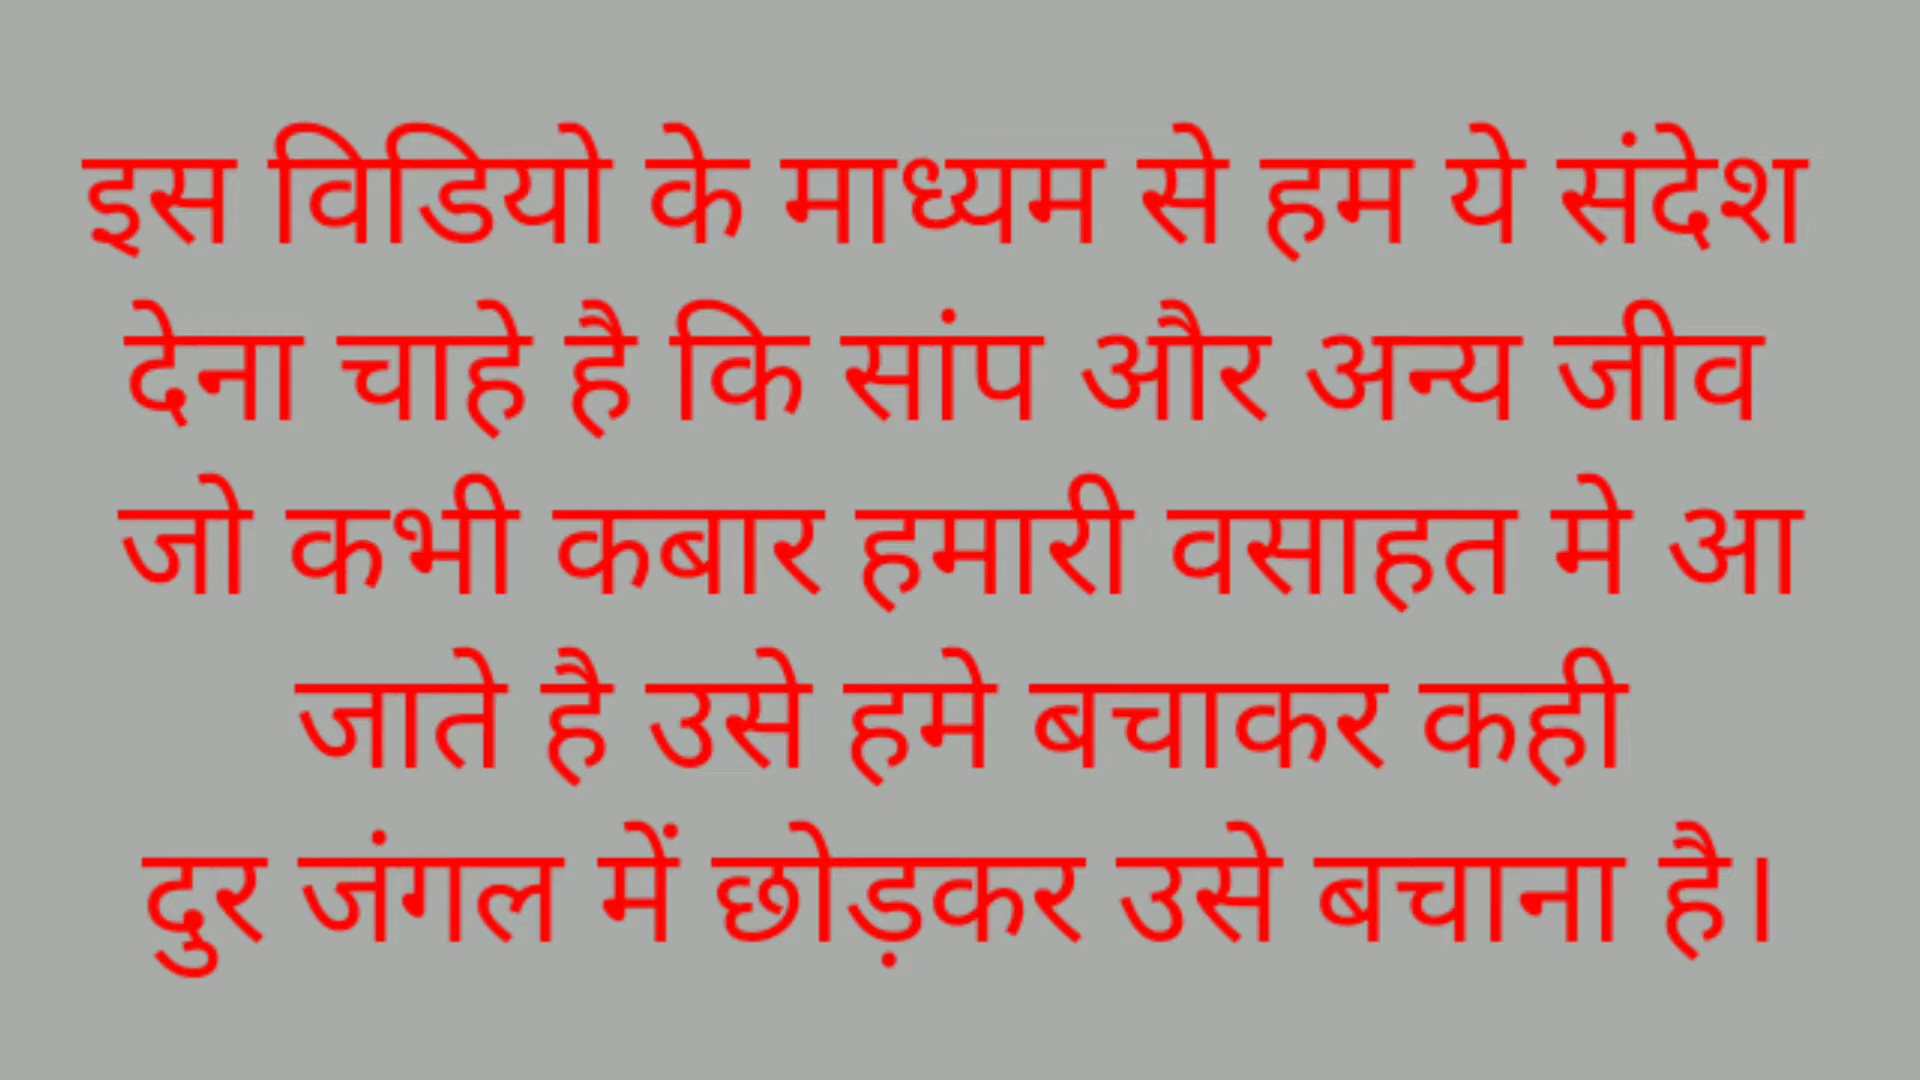 इस विडियो के माध्यम से हम ये संदेश
देना चाहे है कि सांप और अन्य जीव
जो कभी कबार हमारी वसाहत मे आ
जाते है उसे हमे बचाकर कही
दुर जंगल में छोड़कर उसे बचाना है।